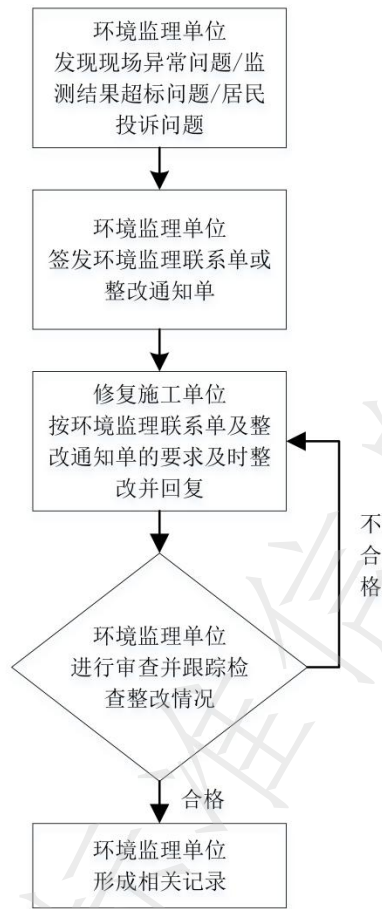 环境监理单位
发现现场异常问题/监
测结果超标问题/居民
投诉问题
环境监理单位
签发环境监理联系单或
整改通知单
修复施工单位
按环境监理联系单及整
改通知单的要求及时整
改并回复
不
合
格
环境监理单位
进行审查并跟踪检
查整改情况
合格
环境监理单位
形成相关记录